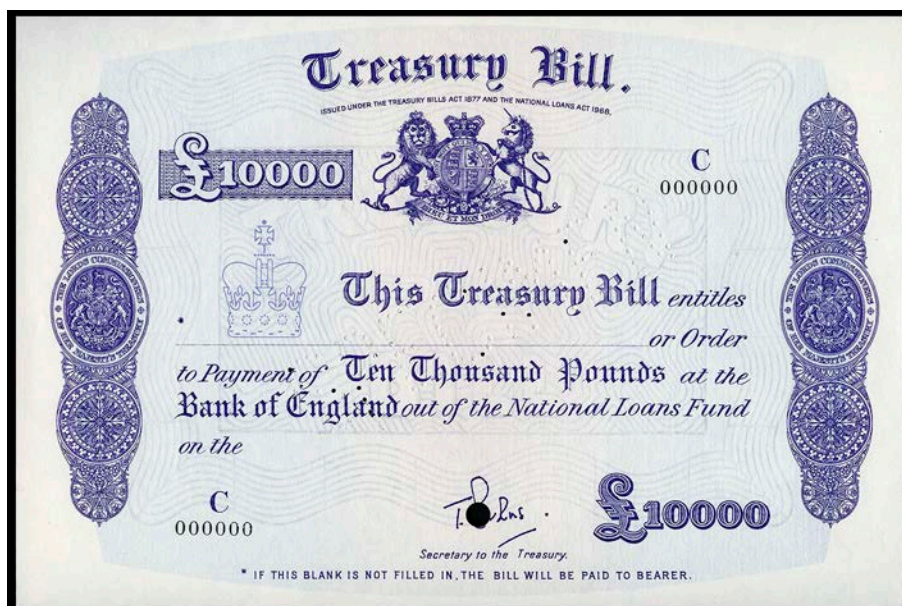 Treasury Bill.
ISSUED UNDER THE TREASURY BILLS ACT 1877 AND THE NATIONAL LOANS ACT 1968.
£10000
C
000000
This Treasury Bill entitles
*
or Order
to Payment of Ten Thousand Pounds at the
Bank of England out of the National Loans Fund
on the
C
000000
£10000
Secretary to the Treasury.
* IF THIS BLANK IS NOT FILLED IN, THE BILL WILL BE PAID TO BEARER.